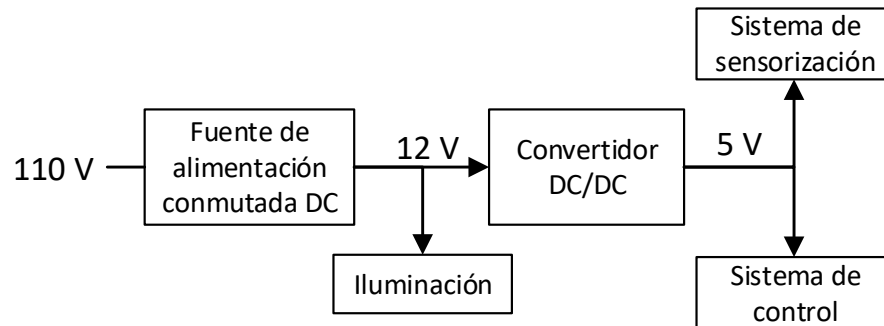 110 V
Fuente de
alimentación
conmutada DC
12 V
Iluminación
Convertidor
DC/DC
5 V
Sistema de
sensorización
Sistema de
control